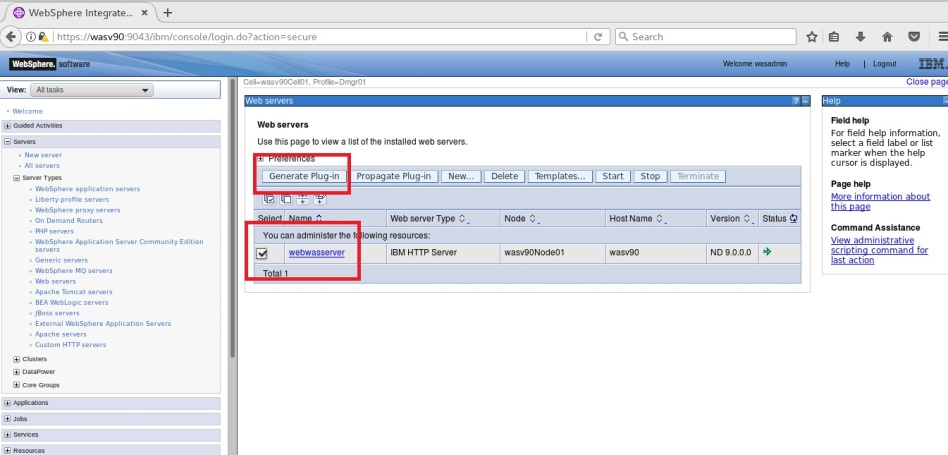 WebSphere Integrate...
https://wasv90:9043/ibm/console/login.do?action=secure
Search
WebSphere. software
Welcome wasadmin
Help
Logout
IBM.
View: All tasks
Welcome
Guided Activities
Servers
New server
All servers
Server Types
WebSphere application servers
Liberty profile servers
WebSphere proxy servers
On Demand Routers
PHP servers
WebSphere Application Server Community Edition
servers
Generic servers
WebSphere MQ servers
Web servers
Apache Tomcat servers
BEA WebLogic servers
JBoss servers
External WebSphere Application Servers
Apache servers
Custom HTTP servers
Clusters
DataPower
Core Groups
Applications
Jobs
Services
Resources
Cell=wasv90Cell01, Profile=Dmgr01
Close page
Web servers
?
Web servers
Use this page to view a list of the installed web servers.
Preferences
Generate Plug-in Propagate Plug-in New... Delete Templates... Start Stop Terminate
Select Name Web server Type Node Host Name Version Status
You can administer the following resources:
webwasserver IBM HTTP Server wasv90Node01 wasv90 ND 9.0.0.0
Total 1
Help
Field help
For field help information,
select a field label or list
marker when the help
cursor is displayed.
Page help
More information about
this page
Command Assistance
View administrative
scripting command for
last action